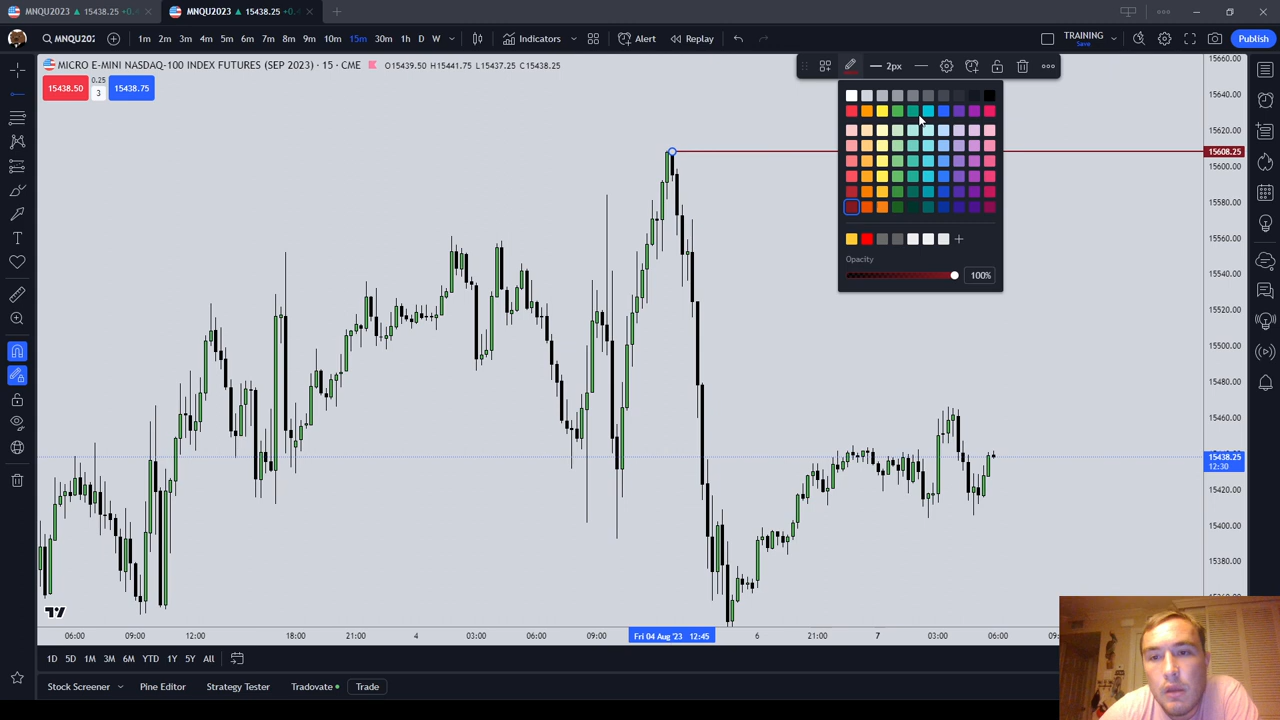 MNQU2023 ▲ 15438.25 +0.
MNQU2023 ▲ 15438.25 +0.
MNQU202
1m 2m 3m 4m 5m 6m 7m 8m 9m 10m 15m 30m 1h D W
Indicators
Alert
Replay
TRAINING
Save
Publish
MICRO E-MINI NASDAQ-100 INDEX FUTURES (SEP 2023) · 15 · CME
O15439.50 H15441.75 L15437.25 C15438.25
15438.50
0.25
3
15438.75
2px
Opacity
100%
15660.00
15640.00
15620.00
15608.25
15600.00
15580.00
15560.00
15540.00
15520.00
15500.00
15480.00
15460.00
15438.25
12:30
15420.00
15400.00
15380.00
06:00 09:00 12:00 18:00 21:00 4 03:00 06:00 09:00 Fri 04 Aug '23 12:45 6 21:00 7 03:00 06:00
1D 5D 1M 3M 6M YTD 1Y 5Y All
Stock Screener
Pine Editor
Strategy Tester
Tradovate
Trade